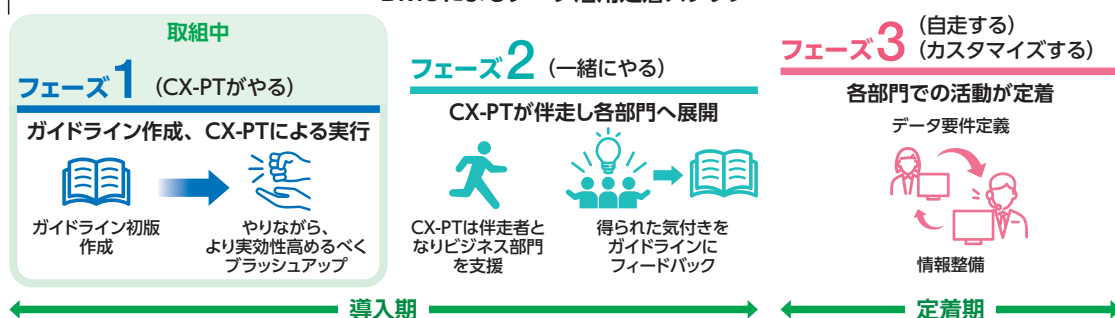 取組中
フェーズ1（CX-PTがやる）
ガイドライン作成、CX-PTによる実行
ガイドライン初版
作成
やりながら、
より実効性高めるべく
ブラッシュアップ
フェーズ2（一緒にやる）
CX-PTが伴走し各部門へ展開
CX-PTは伴走者と
なりビジネス部門
を支援
得られた気付きを
ガイドラインに
フィードバック
フェーズ3（自走する）
（カスタマイズする）
各部門での活動が定着
データ要件定義
情報整備
導入期
定着期